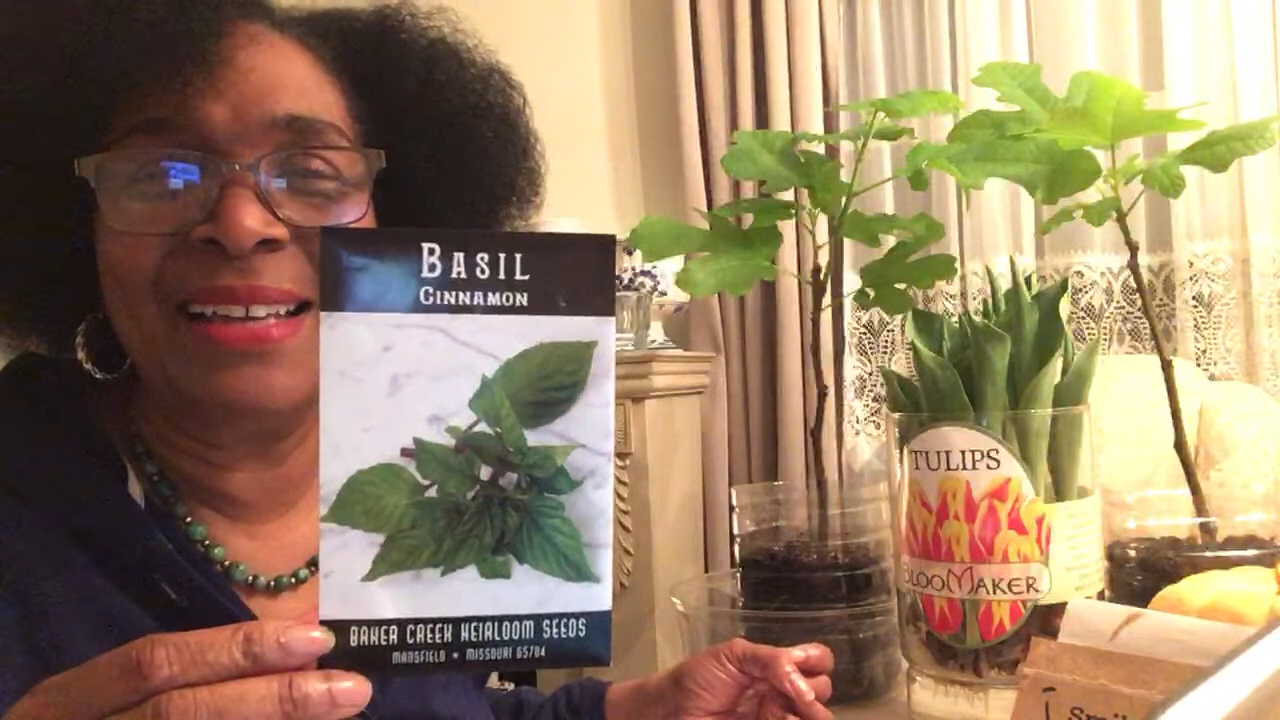 BASIL
CINNAMON
BAKER CREEK HEIRLOOM SEEDS
MANSFIELD • MISSOURI 65704
TULIPS
BLOOMAKER